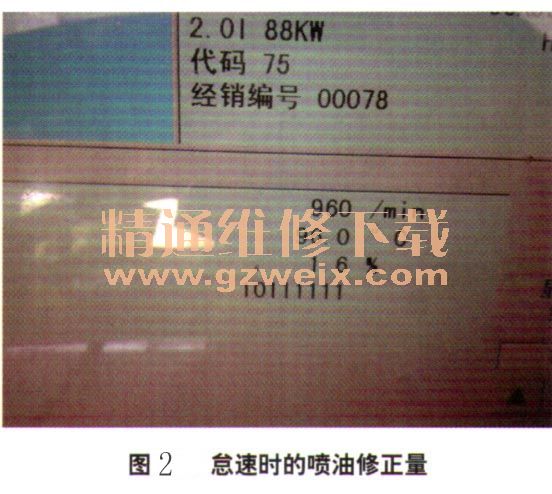 2.0l 88KW
代码 75
经销编号 00078
960 /min
1.6 %
10111111
精通维修下载
www.gzweix.com
图2 怠速时的喷油修正量